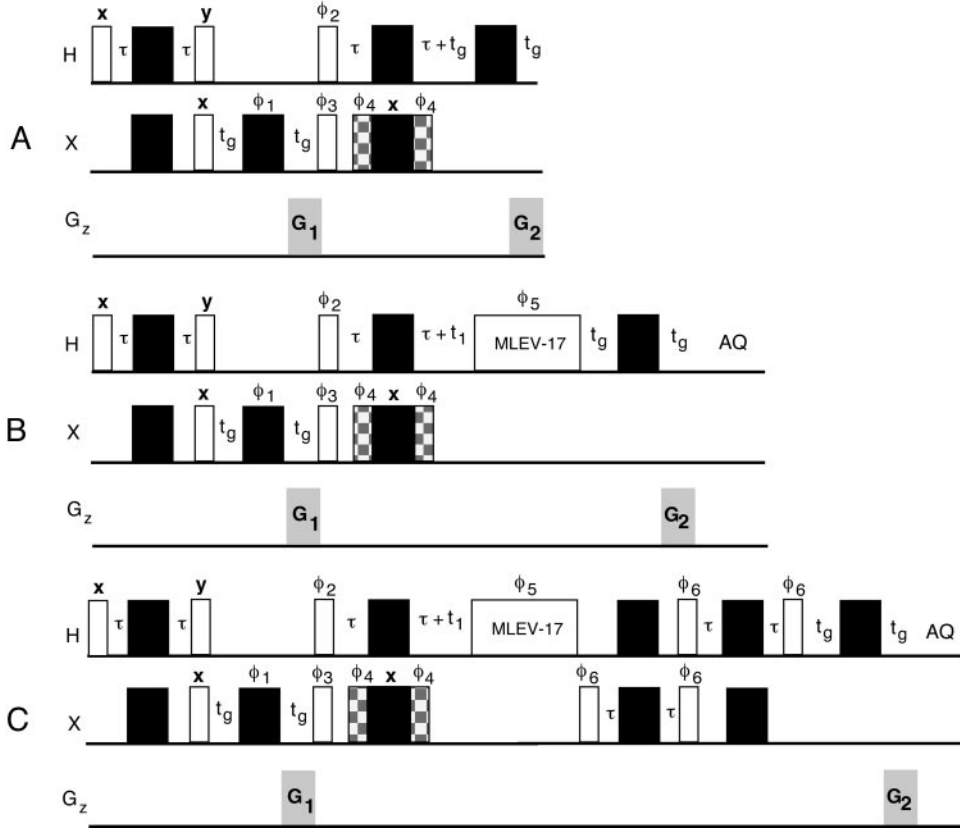 x y ϕ2
H τ τ τ τ + tg tg
x ϕ1 ϕ3 ϕ4 x ϕ4
A X tg tg
Gz G1 G2
x y ϕ2 ϕ5
H τ τ τ τ + t1 MLEV-17 tg tg AQ
x ϕ1 ϕ3 ϕ4 x ϕ4
B X tg tg
Gz G1 G2
x y ϕ2 ϕ5 ϕ6 ϕ6
H τ τ τ τ + t1 MLEV-17 τ τ tg tg AQ
x ϕ1 ϕ3 ϕ4 x ϕ4 ϕ6 ϕ6
C X tg tg τ τ
Gz G1 G2